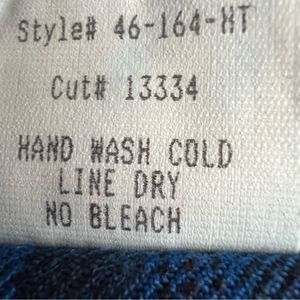 Style# 46-164-HT
Cut# 13334
HAND WASH COLD
LINE DRY
NO BLEACH